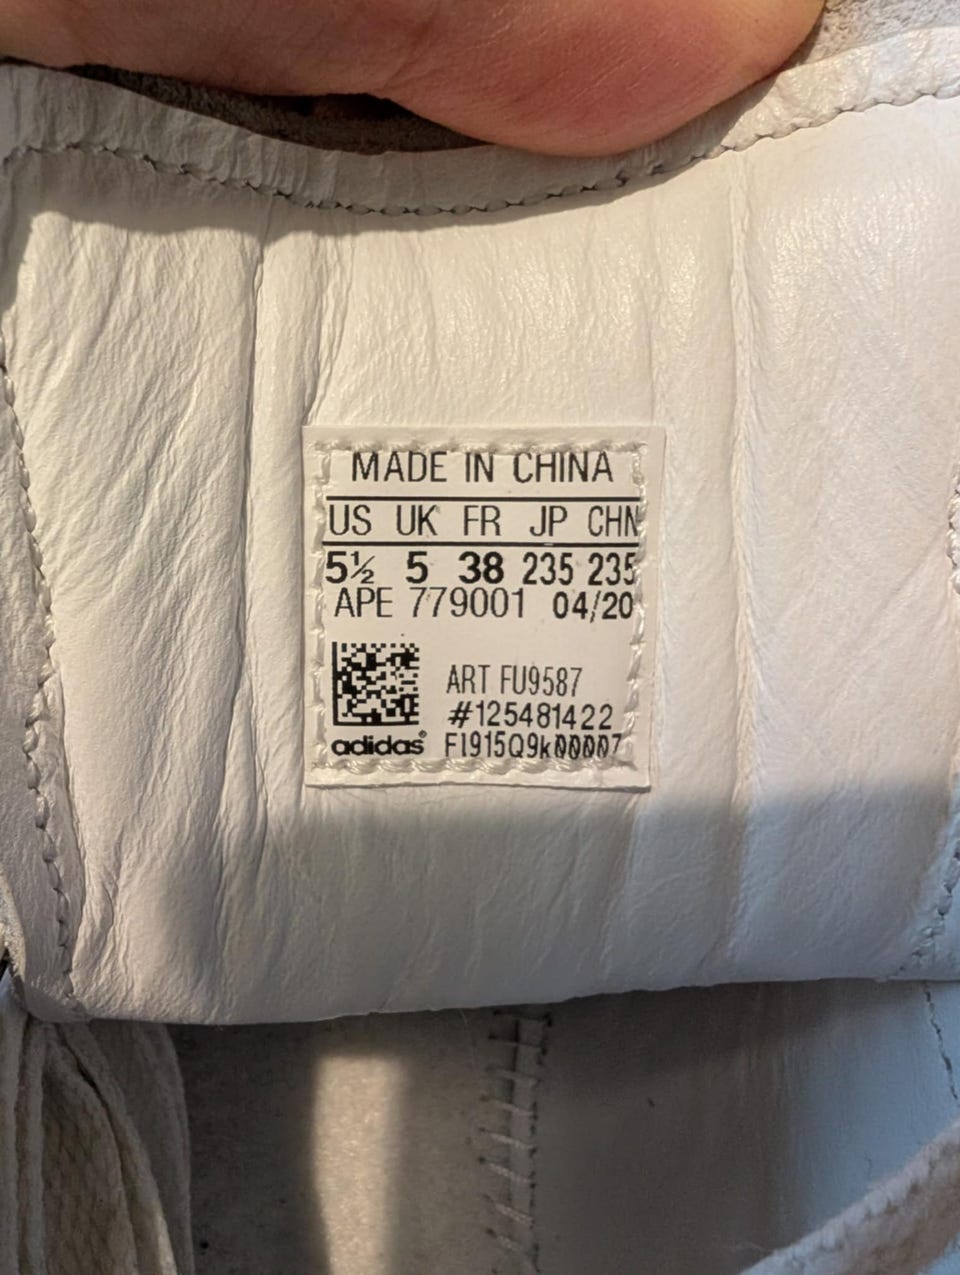 MADE IN CHINA
US UK FR JP CHN
5½ 5 38 235 235
APE 779001 04/20
ART FU9587
#125481422
adidas® F1915Q9k00007